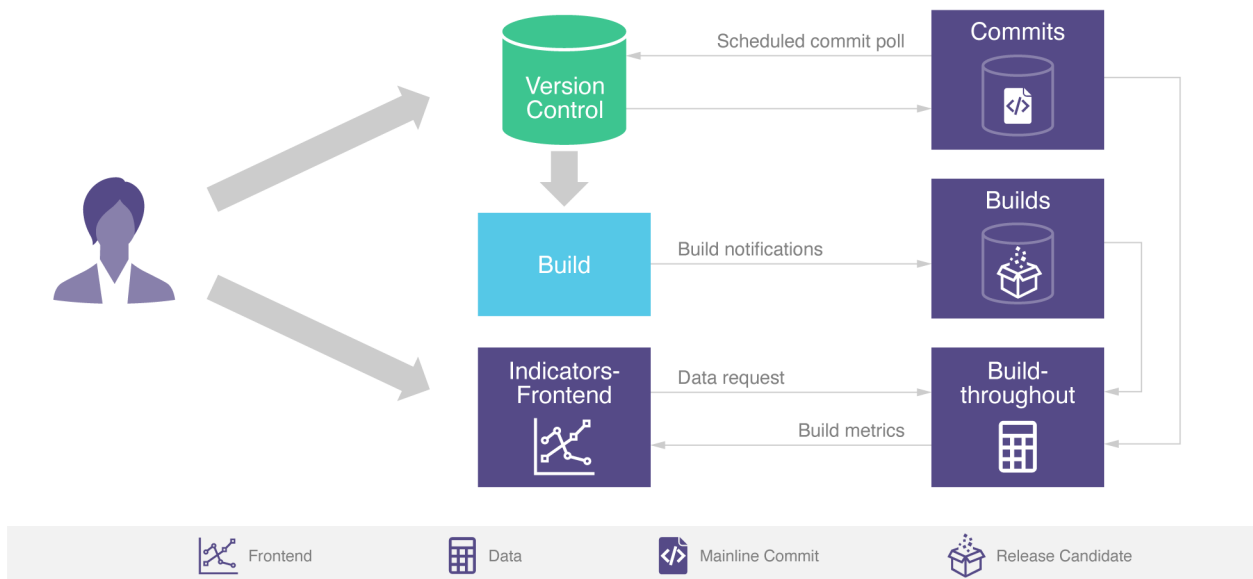 Version
Control
Scheduled commit poll
Commits
Build
Build notifications
Builds
Indicators-
Frontend
Data request
Build metrics
Build-
throughout
Frontend
Data
Mainline Commit
Release Candidate